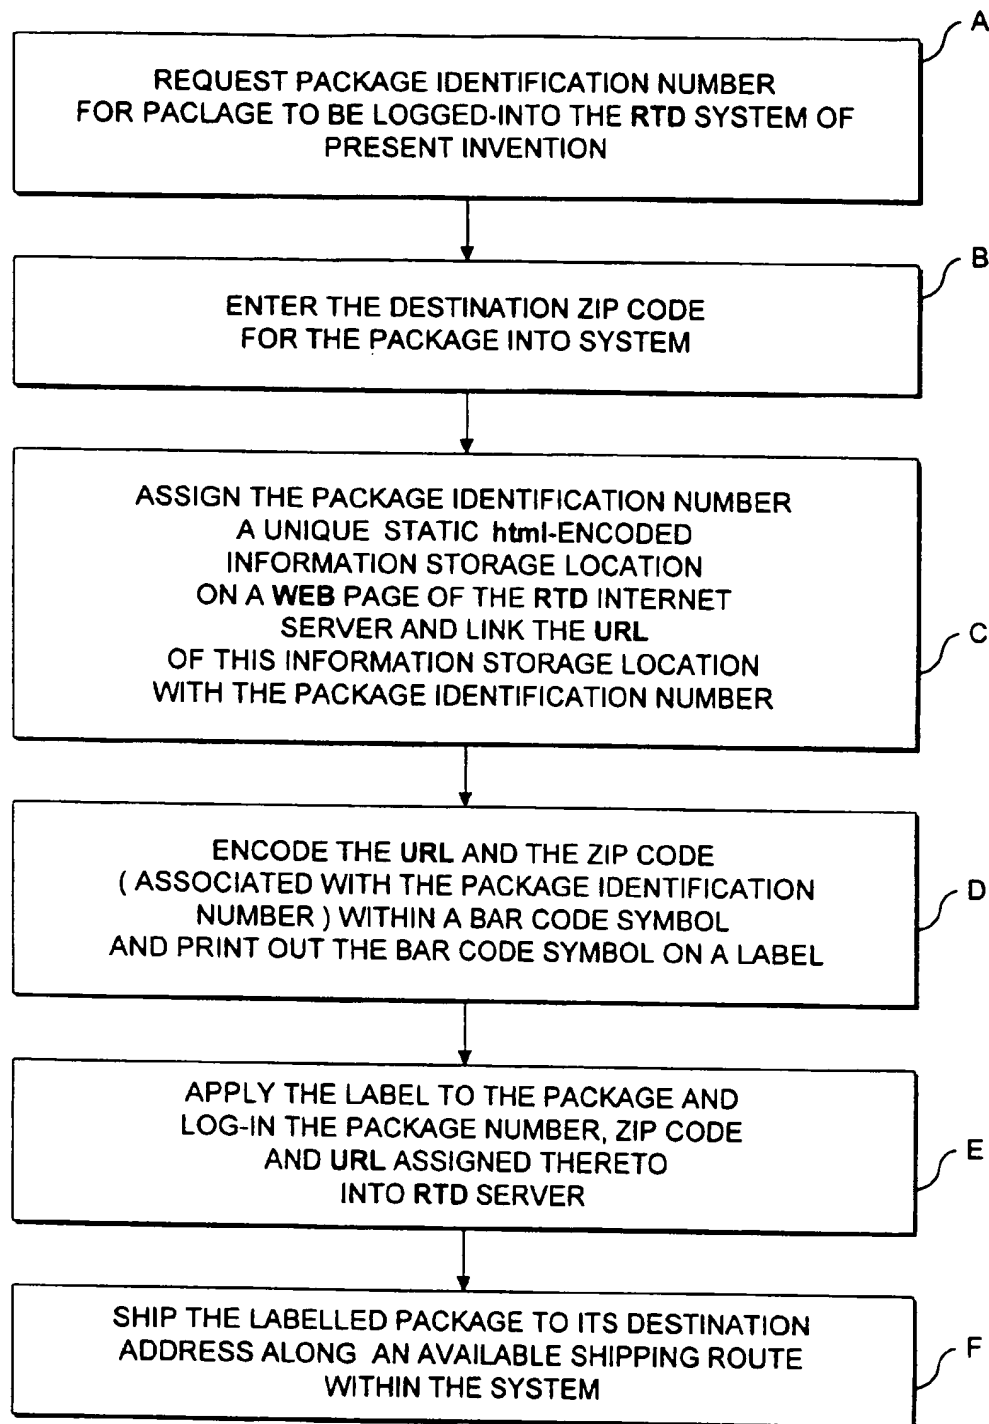 A
REQUEST PACKAGE IDENTIFICATION NUMBER
FOR PACLAGE TO BE LOGGED-INTO THE RTD SYSTEM OF
PRESENT INVENTION
B
ENTER THE DESTINATION ZIP CODE
FOR THE PACKAGE INTO SYSTEM
ASSIGN THE PACKAGE IDENTIFICATION NUMBER
A UNIQUE STATIC html-ENCODED
INFORMATION STORAGE LOCATION
ON A WEB PAGE OF THE RTD INTERNET
SERVER AND LINK THE URL
OF THIS INFORMATION STORAGE LOCATION
WITH THE PACKAGE IDENTIFICATION NUMBER
C
ENCODE THE URL AND THE ZIP CODE
( ASSOCIATED WITH THE PACKAGE IDENTIFICATION
NUMBER ) WITHIN A BAR CODE SYMBOL
AND PRINT OUT THE BAR CODE SYMBOL ON A LABEL
D
APPLY THE LABEL TO THE PACKAGE AND
LOG-IN THE PACKAGE NUMBER, ZIP CODE
AND URL ASSIGNED THERETO
INTO RTD SERVER
E
SHIP THE LABELLED PACKAGE TO ITS DESTINATION
ADDRESS ALONG AN AVAILABLE SHIPPING ROUTE
WITHIN THE SYSTEM
F